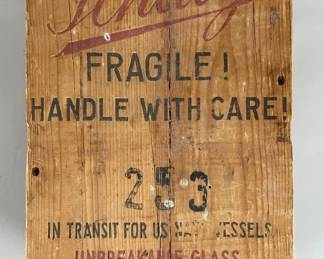 FRAGILE!
HANDLE WITH CARE!
253
IN TRANSIT FOR US NAVY VESSELS
UNBREAKABLE GLASS